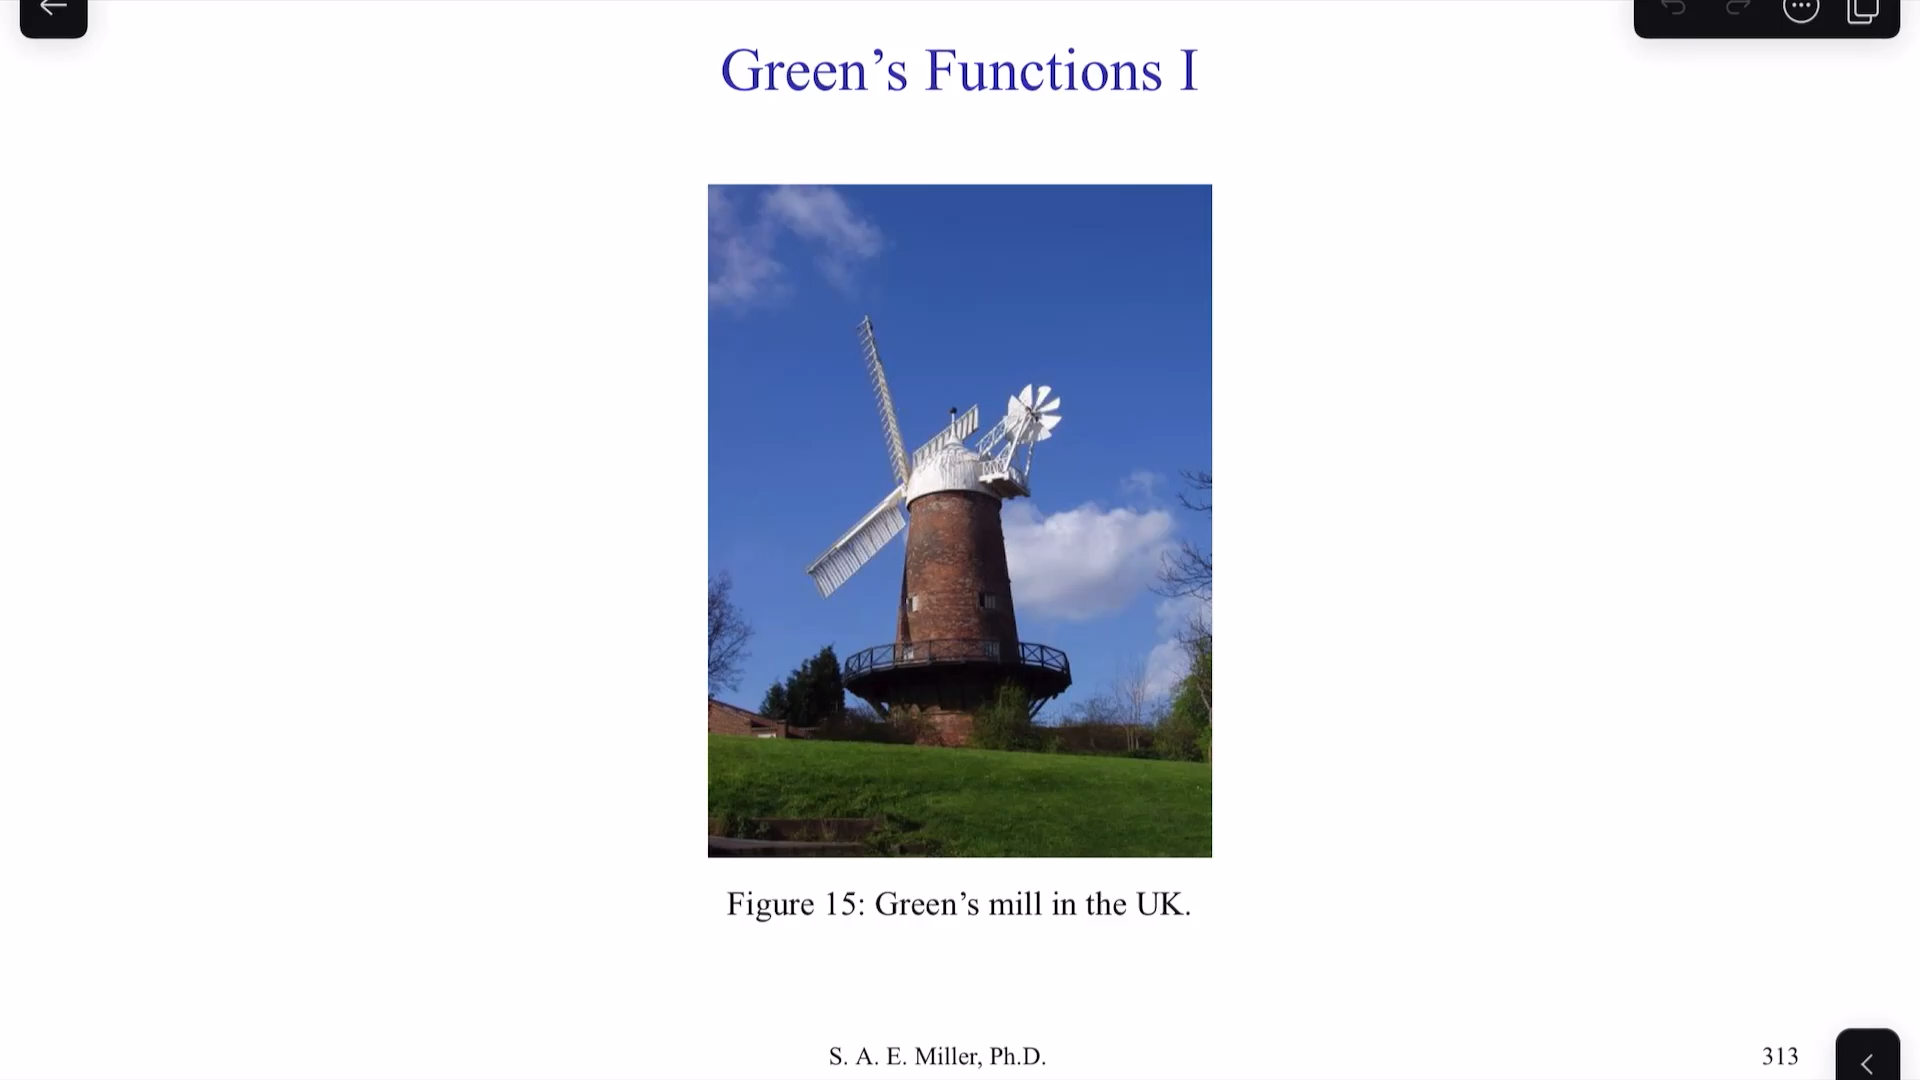 Green’s Functions I
Figure 15: Green’s mill in the UK.
S. A. E. Miller, Ph.D.
313